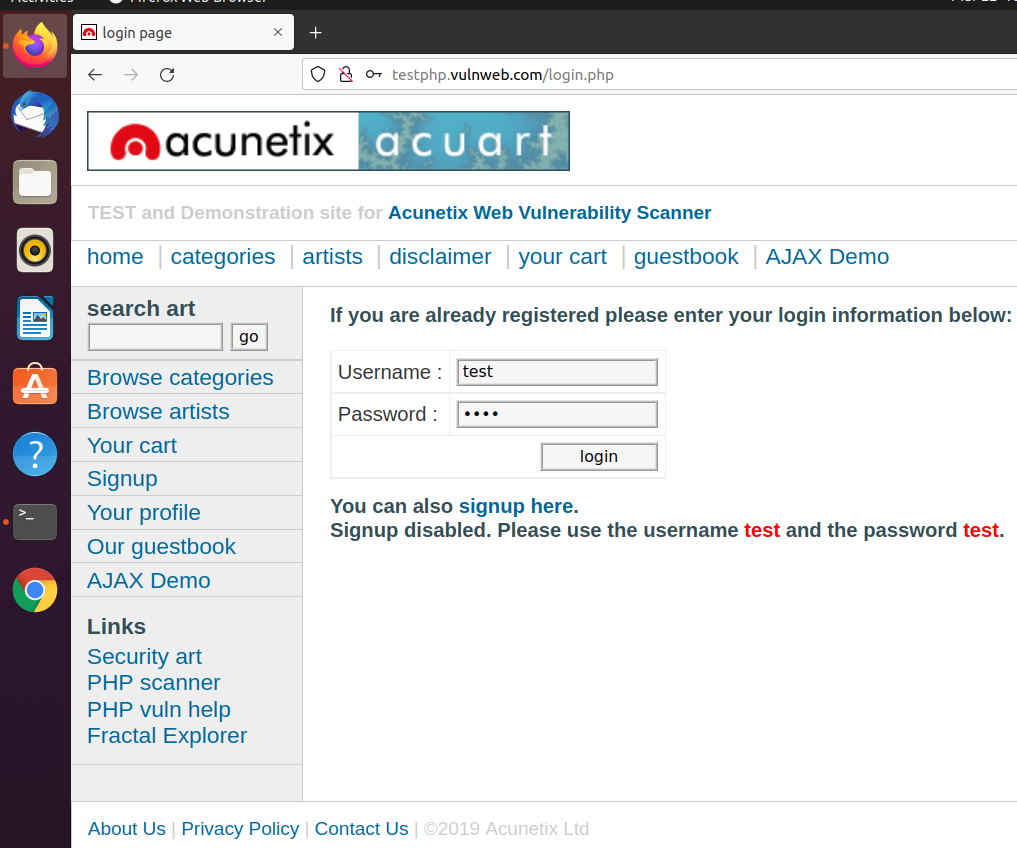 login page
testphp.vulnweb.com/login.php
acunetix acuart
TEST and Demonstration site for Acunetix Web Vulnerability Scanner
home | categories | artists | disclaimer | your cart | guestbook | AJAX Demo
search art
go
Browse categories
Browse artists
Your cart
Signup
Your profile
Our guestbook
AJAX Demo
Links
Security art
PHP scanner
PHP vuln help
Fractal Explorer
If you are already registered please enter your login information below:
Username : test
Password : ••••
login
You can also signup here.
Signup disabled. Please use the username test and the password test.
About Us | Privacy Policy | Contact Us | ©2019 Acunetix Ltd